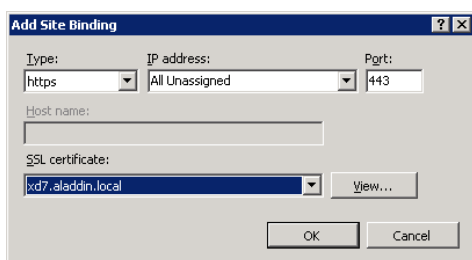 Add Site Binding
Type: IP address: Port:
https All Unassigned 443
Host name:
SSL certificate:
xd7.aladdin.local View...
OK Cancel